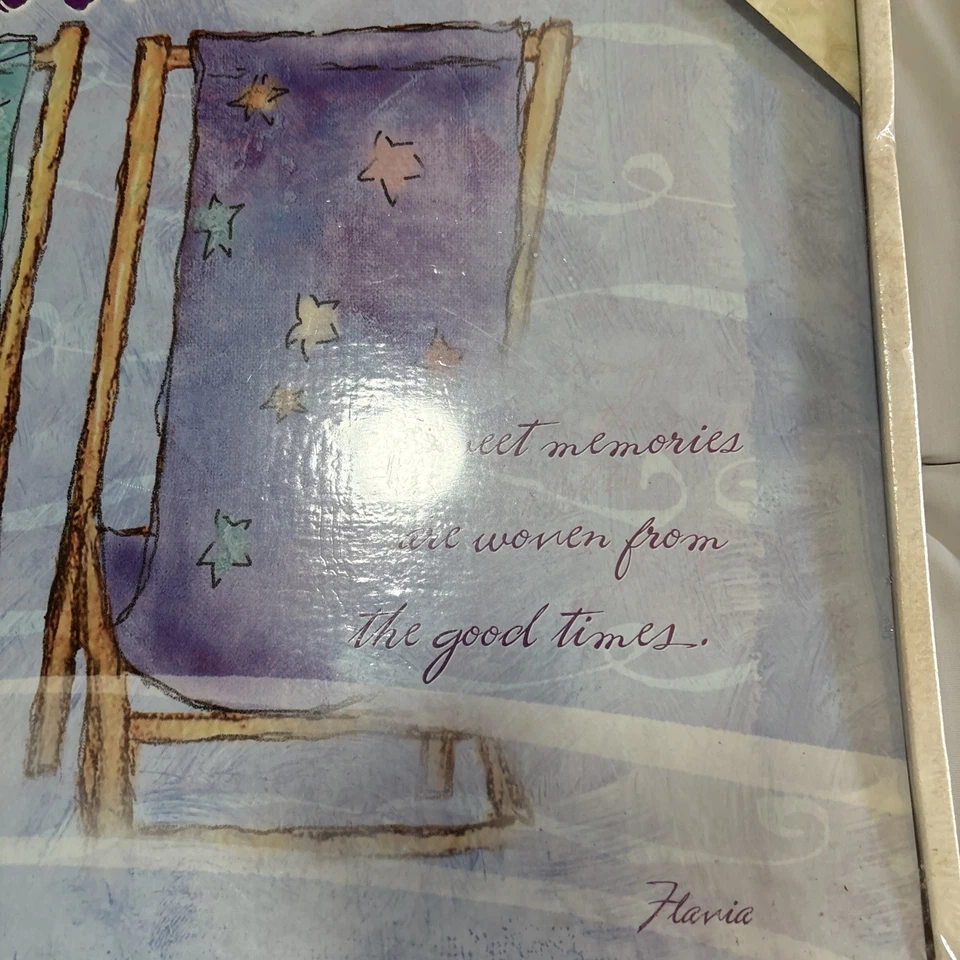 memories
are woven from
the good times.
Flavia